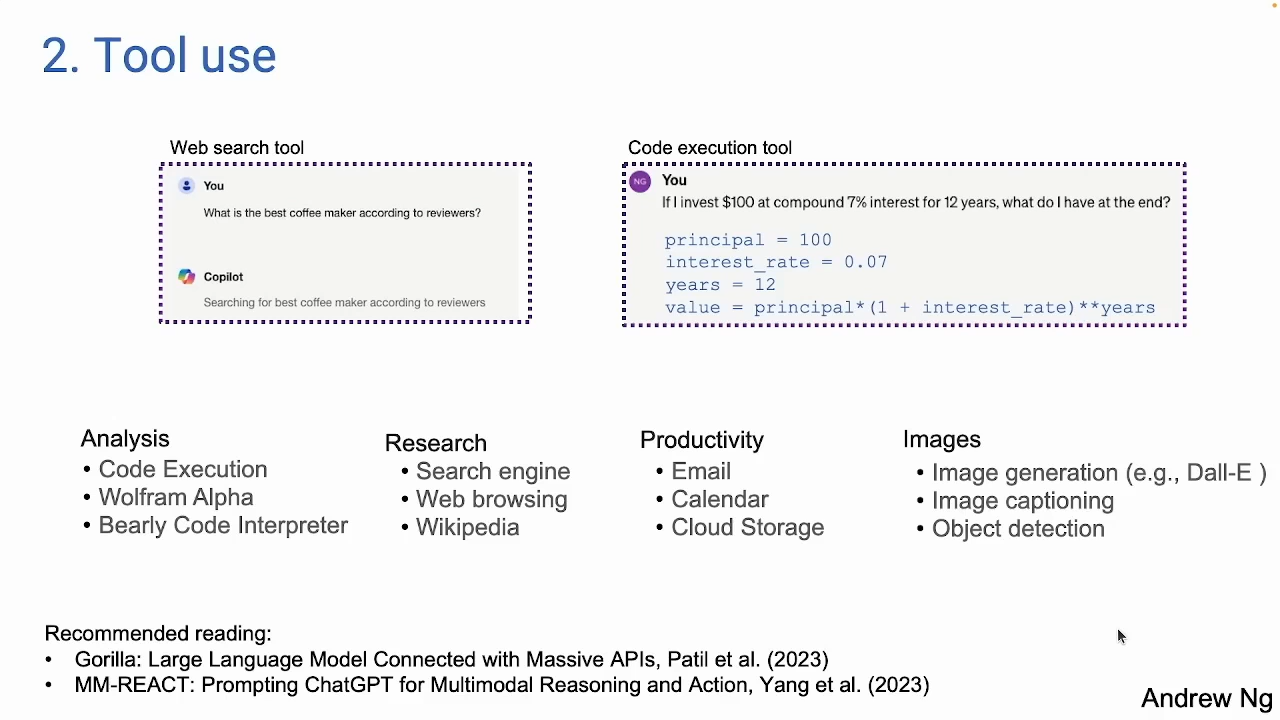 2. Tool use
Web search tool
You
What is the best coffee maker according to reviewers?
Copilot
Searching for best coffee maker according to reviewers
Code execution tool
NG
You
If I invest $100 at compound 7% interest for 12 years, what do I have at the end?
principal = 100
interest_rate = 0.07
years = 12
value = principal*(1 + interest_rate)**years
Analysis
• Code Execution
• Wolfram Alpha
• Bearly Code Interpreter
Research
• Search engine
• Web browsing
• Wikipedia
Productivity
• Email
• Calendar
• Cloud Storage
Images
• Image generation (e.g., Dall-E )
• Image captioning
• Object detection
Recommended reading:
• Gorilla: Large Language Model Connected with Massive APIs, Patil et al. (2023)
• MM-REACT: Prompting ChatGPT for Multimodal Reasoning and Action, Yang et al. (2023)
Andrew Ng